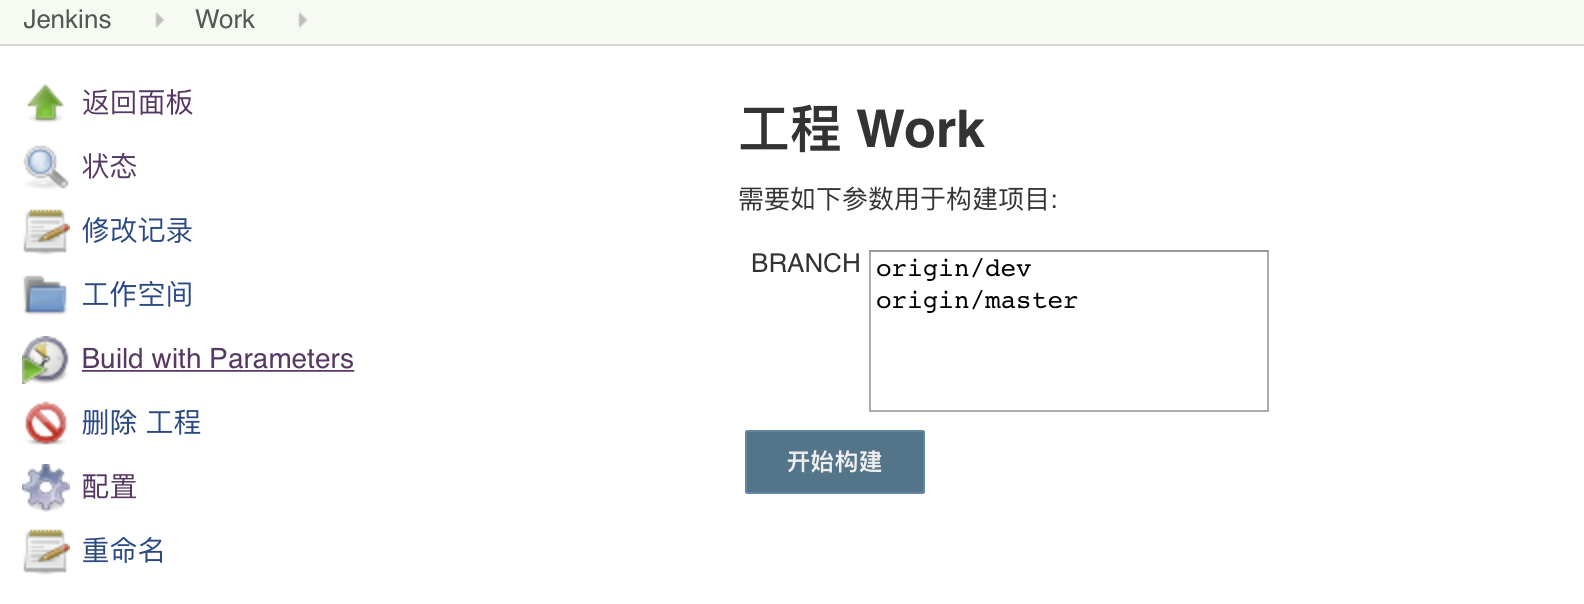 Jenkins Work
返回面板
状态
修改记录
工作空间
Build with Parameters
删除 工程
配置
重命名
工程 Work
需要如下参数用于构建项目:
BRANCH
origin/dev
origin/master
开始构建